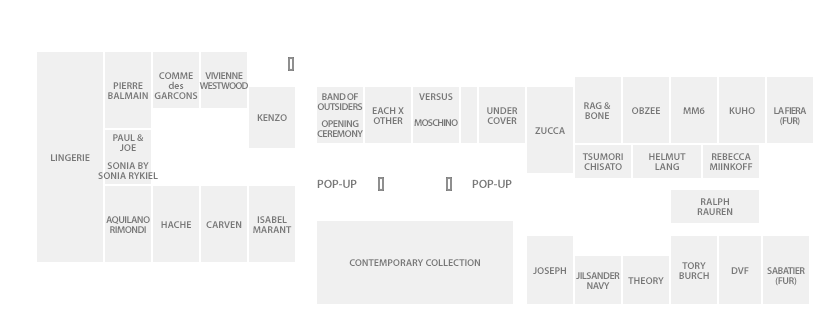 LINGERIE
PIERRE
BALMAIN
COMME
des
GARCONS
VIVIENNE
WESTWOOD
KENZO
PAUL &
JOE
SONIA BY
SONIA RYKIEL
AQUILANO
RIMONDI
HACHE
CARVEN
ISABEL
MARANT
BAND OF
OUTSIDERS
OPENING
CEREMONY
EACH X
OTHER
VERSUS
MOSCHINO
UNDER
COVER
ZUCCA
RAG &
BONE
OBZEE
MM6
KUHO
LA FIERA
(FUR)
TSUMORI
CHISATO
HELMUT
LANG
REBECCA
MIINKOFF
POP-UP
POP-UP
RALPH
RAUREN
CONTEMPORARY COLLECTION
JOSEPH
JILSANDER
NAVY
THEORY
TORY
BURCH
DVF
SABATIER
(FUR)